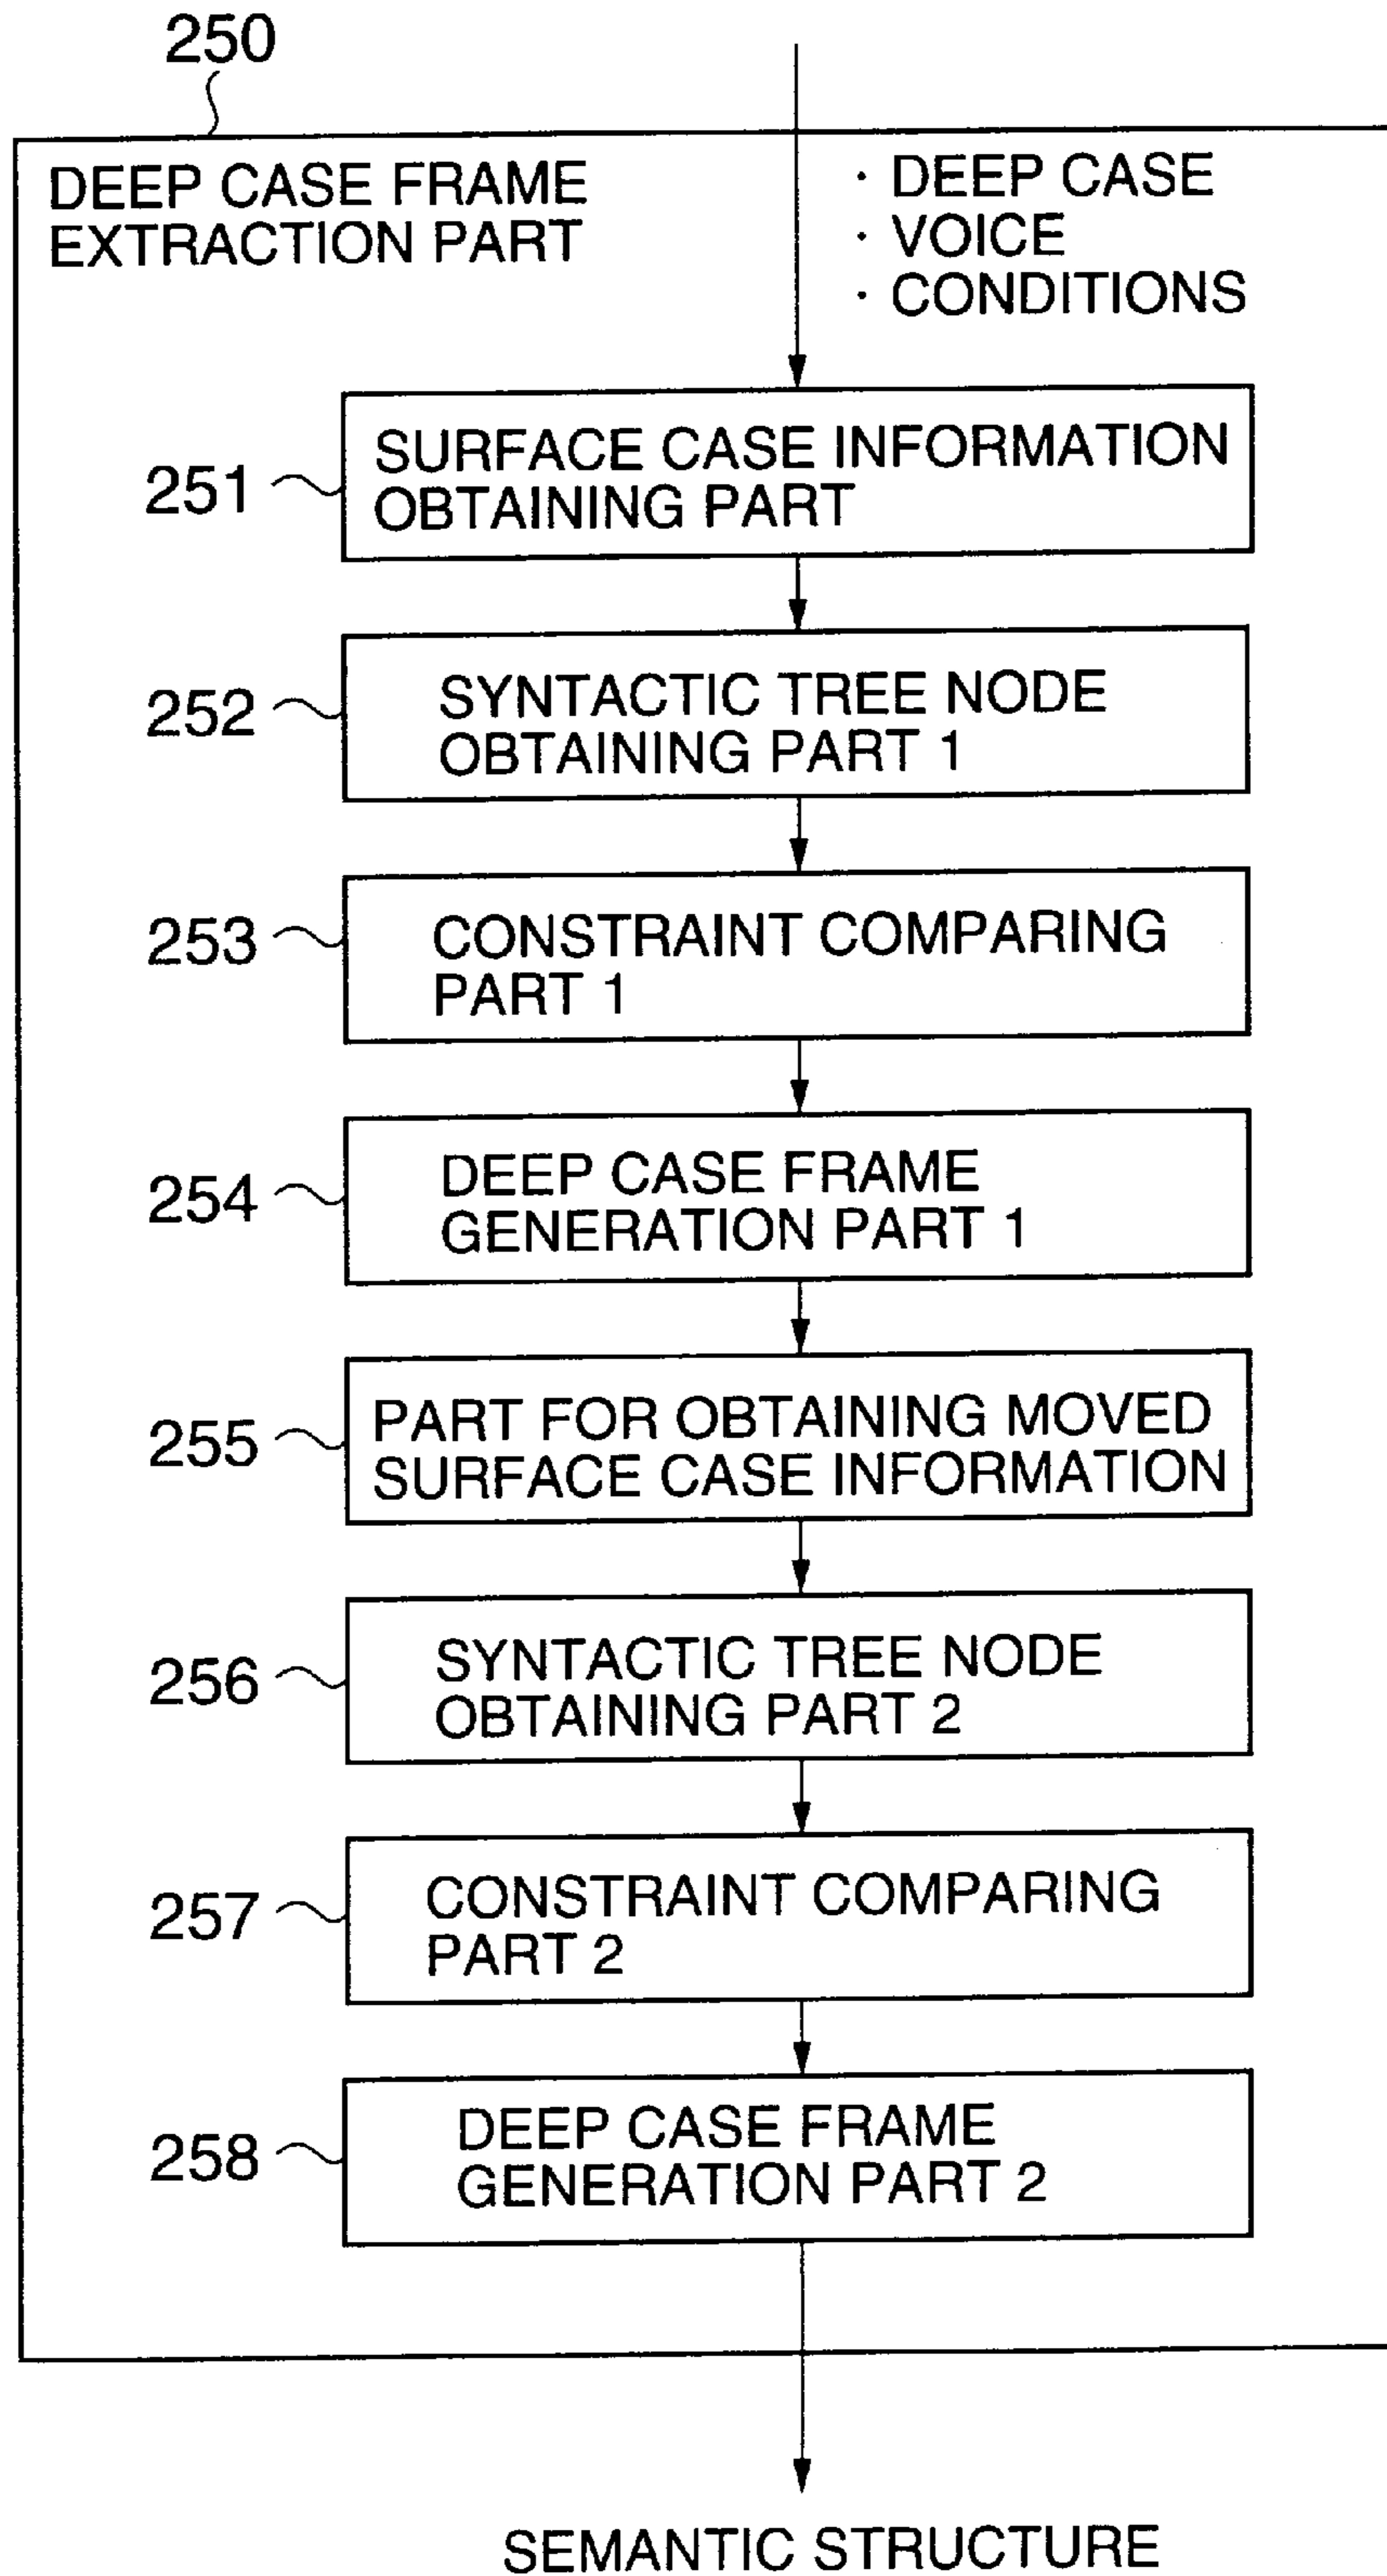 250
DEEP CASE FRAME
EXTRACTION PART
· DEEP CASE
· VOICE
· CONDITIONS
251
SURFACE CASE INFORMATION
OBTAINING PART
252
SYNTACTIC TREE NODE
OBTAINING PART 1
253
CONSTRAINT COMPARING
PART 1
254
DEEP CASE FRAME
GENERATION PART 1
255
PART FOR OBTAINING MOVED
SURFACE CASE INFORMATION
256
SYNTACTIC TREE NODE
OBTAINING PART 2
257
CONSTRAINT COMPARING
PART 2
258
DEEP CASE FRAME
GENERATION PART 2
SEMANTIC STRUCTURE